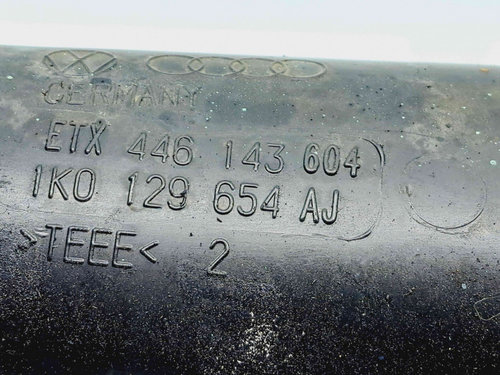 GERMANY
ETX 446 143 604
1K0 129 654 AJ
>TEEE< 2